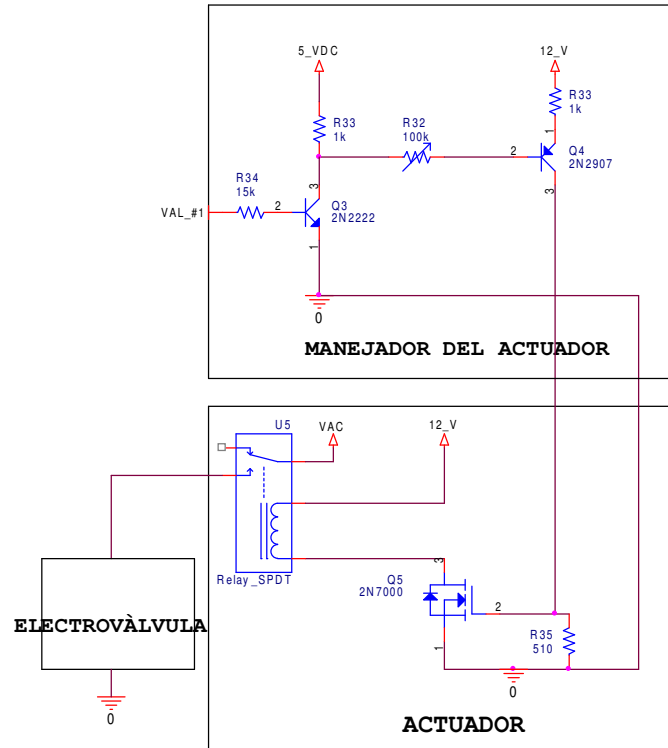 5_VDC
12_V
R33
1k
R32
100k
R33
1k
2
1
Q4
2N2907
3
R34
15k
VAL_#1
2
3
Q3
2N2222
1
0
MANEJADOR DEL ACTUADOR
U5
VAC
12_V
Relay_SPDT
3
Q5
2N7000
2
1
R35
510
0
ELECTROVÀLVULA
0
ACTUADOR